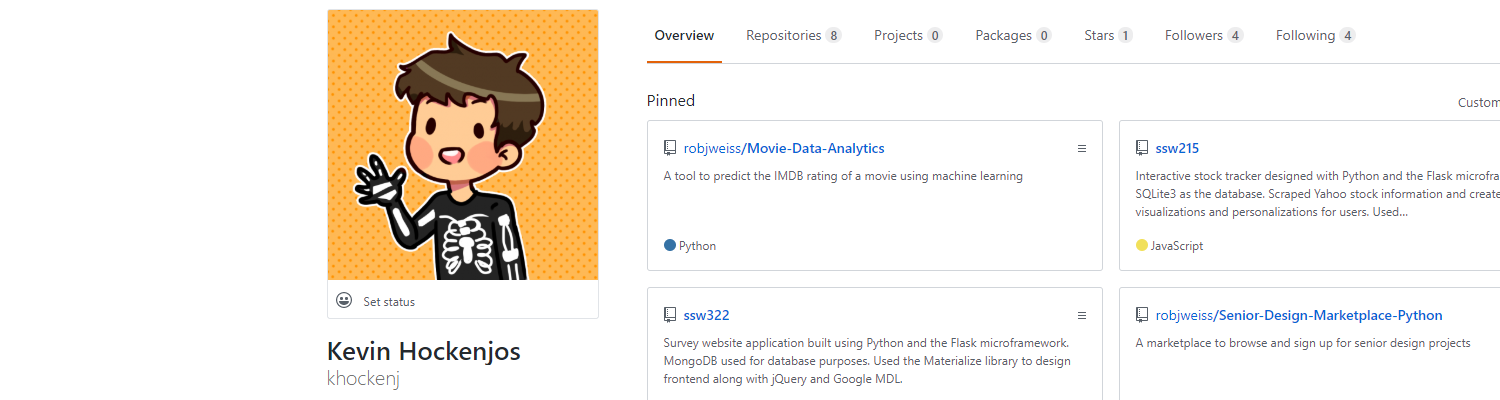 Overview Repositories 8 Projects 0 Packages 0 Stars 1 Followers 4 Following 4
Pinned
Custom
robjweiss/Movie-Data-Analytics
A tool to predict the IMDB rating of a movie using machine learning
Python
ssw215
Interactive stock tracker designed with Python and the Flask microfra
SQLite3 as the database. Scraped Yahoo stock information and create
visualizations and personalizations for users. Used...
JavaScript
Set status
Kevin Hockenjos
khockenj
ssw322
Survey website application built using Python and the Flask microframework.
MongoDB used for database purposes. Used the Materialize library to design
frontend along with jQuery and Google MDL.
robjweiss/Senior-Design-Marketplace-Python
A marketplace to browse and sign up for senior design projects